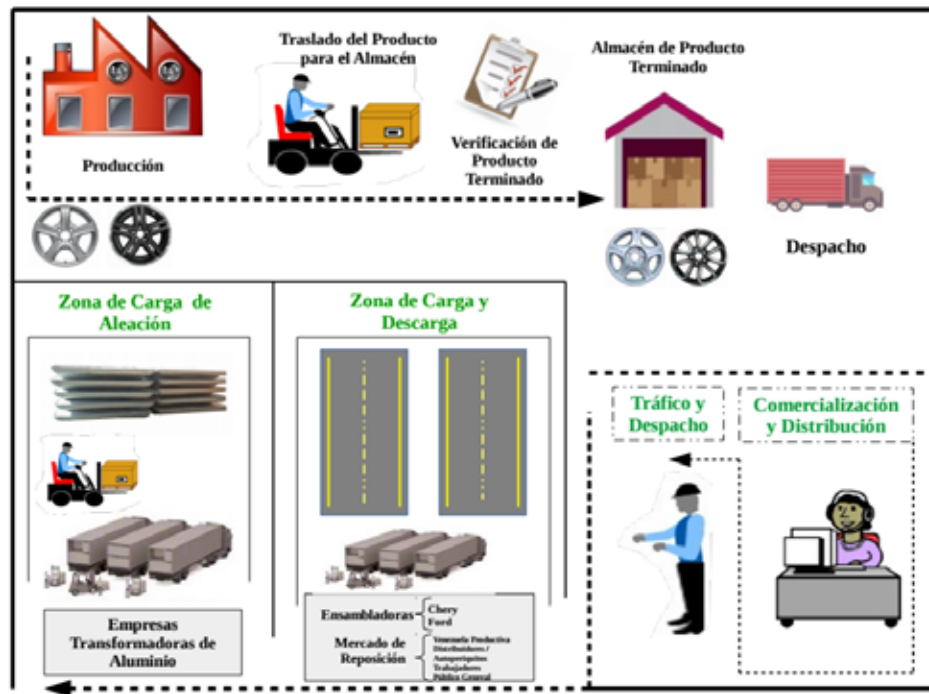 Traslado del Producto
para el Almacén
Almacén de Producto
Terminado
Producción
Verificación de
Producto
Terminado
Despacho
Zona de Carga de
Aleación
Zona de Carga y
Descarga
Tráfico y
Despacho
Comercialización
y Distribución
Empresas
Transformadoras de
Aluminio
Ensambladoras
Chery
Ford
Mercado de
Reposición
Venezuela Productiva
Distribuidores /
Autoperiquitos
Trabajadores
Público General